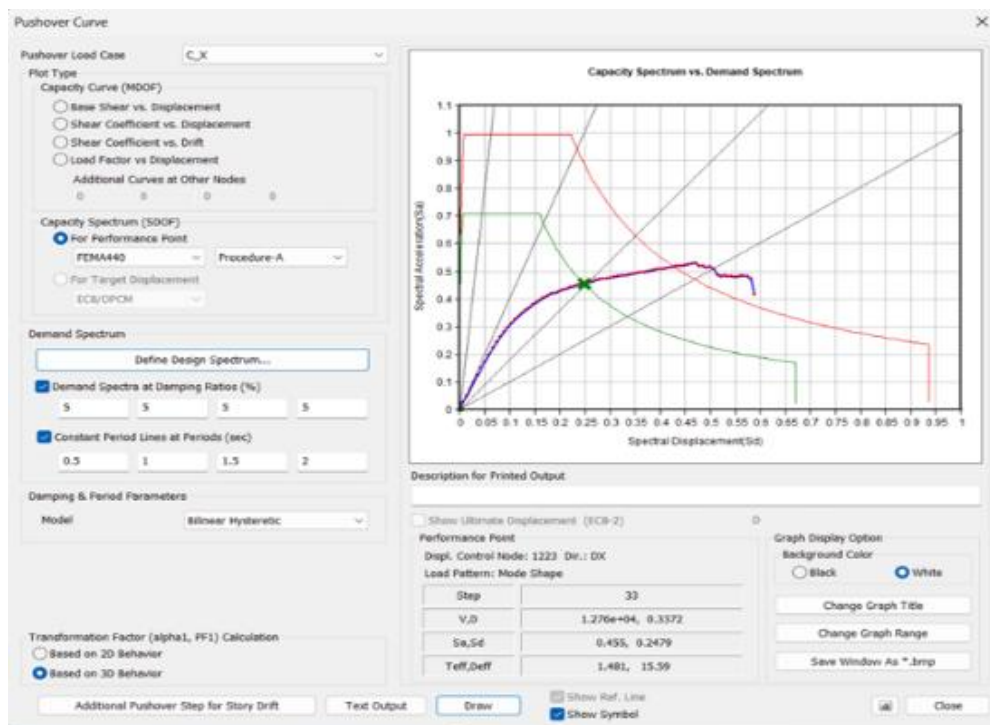 Pushover Curve
Pushover Load Case C_X
Plot Type
Capacity Curve (MDOF)
Base Shear vs. Displacement
Shear Coefficient vs. Displacement
Shear Coefficient vs. Drift
Load Factor vs Displacement
Additional Curves at Other Nodes
0 0 0 0
Capacity Spectrum (SDOF)
For Performance Point
FEMA440 Procedure-A
For Target Displacement
EC8/OPCM
Demand Spectrum
Define Design Spectrum...
Demand Spectra at Damping Ratios (%)
5 5 5 5
Constant Period Lines at Periods (sec)
0.5 1 1.5 2
Damping & Period Parameters
Model Bilinear Hysteretic
Transformation Factor (alpha1, PF1) Calculation
Based on 2D Behavior
Based on 3D Behavior
Additional Pushover Step for Story Drift Text Output Draw
Capacity Spectrum vs. Demand Spectrum
Spectral Acceleration(Sa)
1.1
1
0.9
0.8
0.7
0.6
0.5
0.4
0.3
0.2
0.1
0
0 0.05 0.1 0.15 0.2 0.25 0.3 0.35 0.4 0.45 0.5 0.55 0.6 0.65 0.7 0.75 0.8 0.85 0.9 0.95 1
Spectral Displacement(Sd)
Description for Printed Output
Show Ultimate Displacement (EC8-2) 0
Performance Point
Displ. Control Node: 1223 Dir.: DX
Load Pattern: Mode Shape
Step 33
V,D 1.276e+04, 0.3372
Sa,Sd 0.455, 0.2479
Teff,Deff 1.481, 15.59
Graph Display Option
Background Color
Black White
Change Graph Title
Change Graph Range
Save Window As *.bmp
Show Ref. Line
Show Symbol
Close